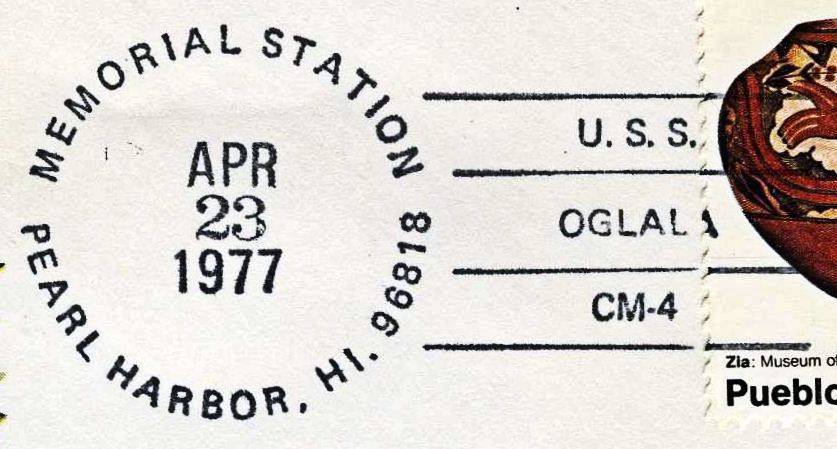 MEMORIAL STATION
APR
23
1977
PEARL HARBOR, HI. 96818
U. S. S.
OGLALA
CM-4
Zia: Museum of
Pueblo